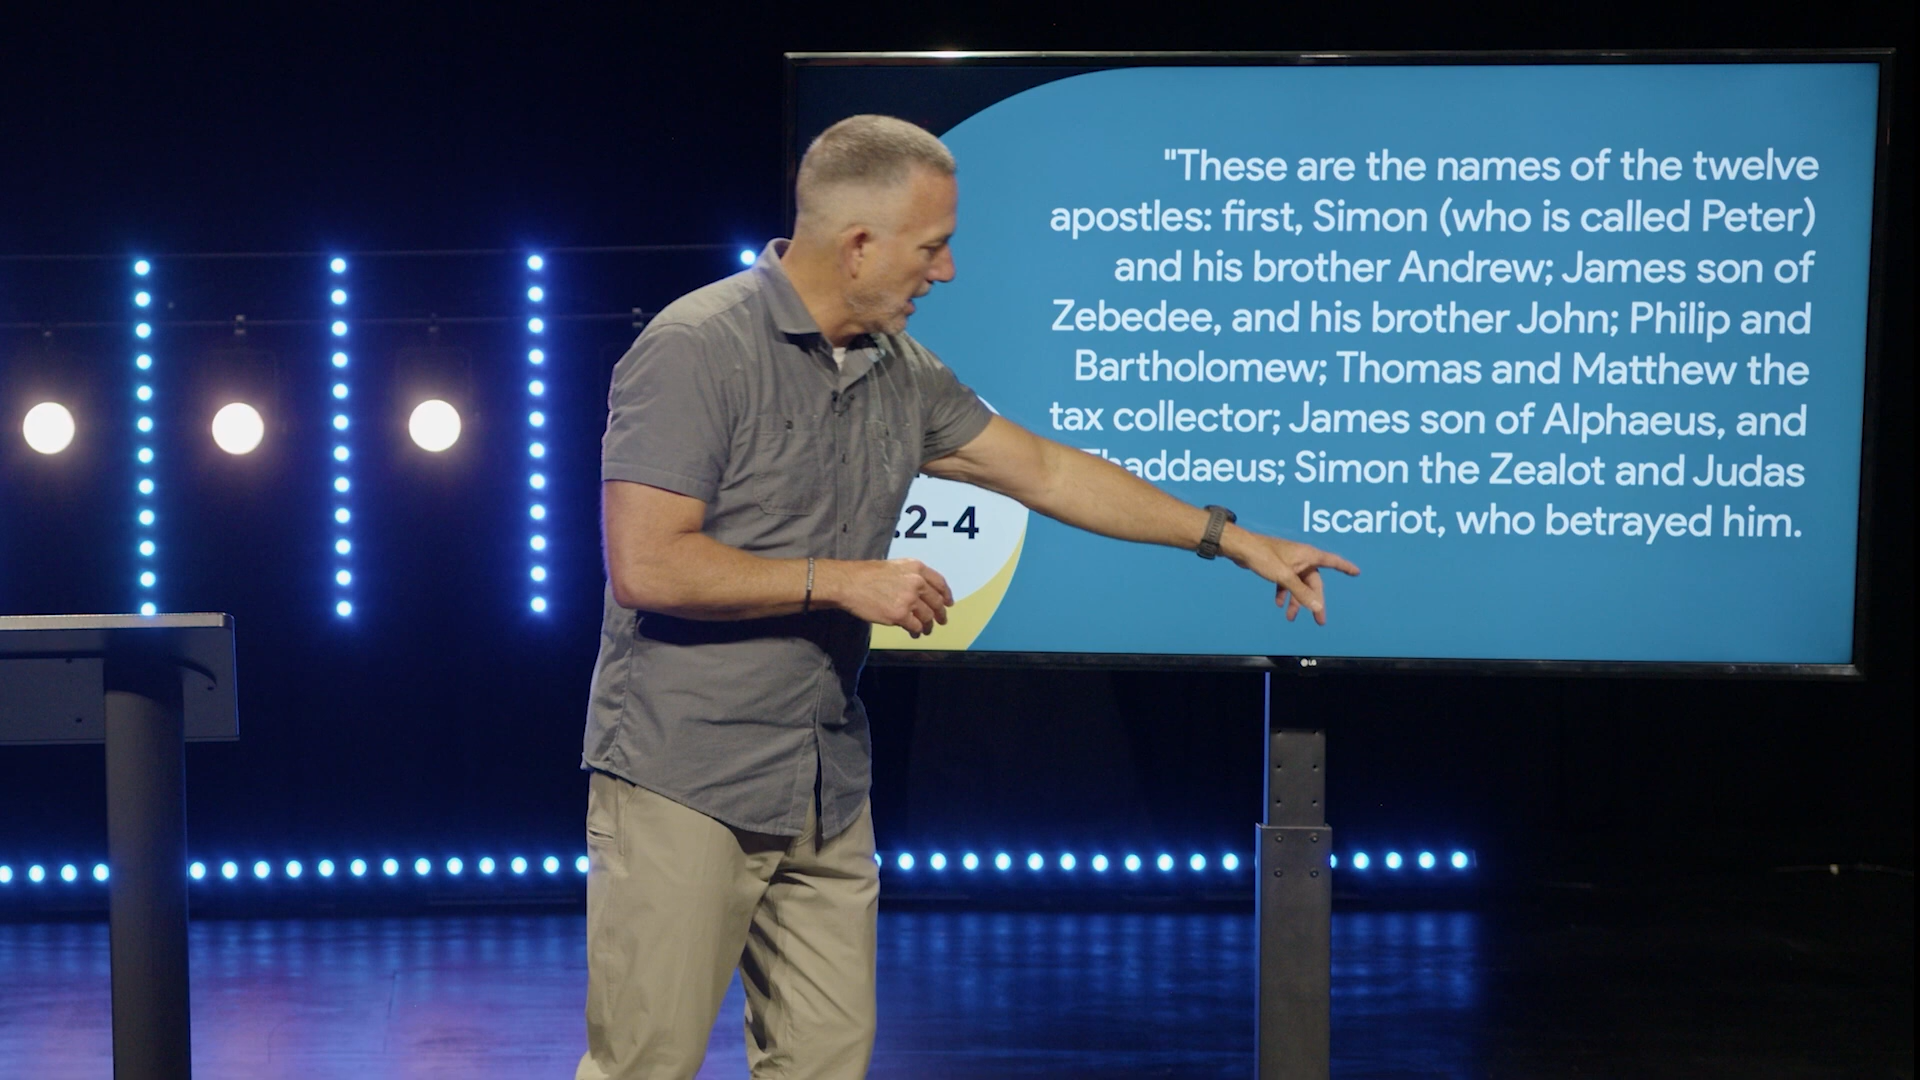 "These are the names of the twelve
apostles: first, Simon (who is called Peter)
and his brother Andrew; James son of
Zebedee, and his brother John; Philip and
Bartholomew; Thomas and Matthew the
tax collector; James son of Alphaeus, and
Thaddaeus; Simon the Zealot and Judas
Iscariot, who betrayed him.
:2-4
LG